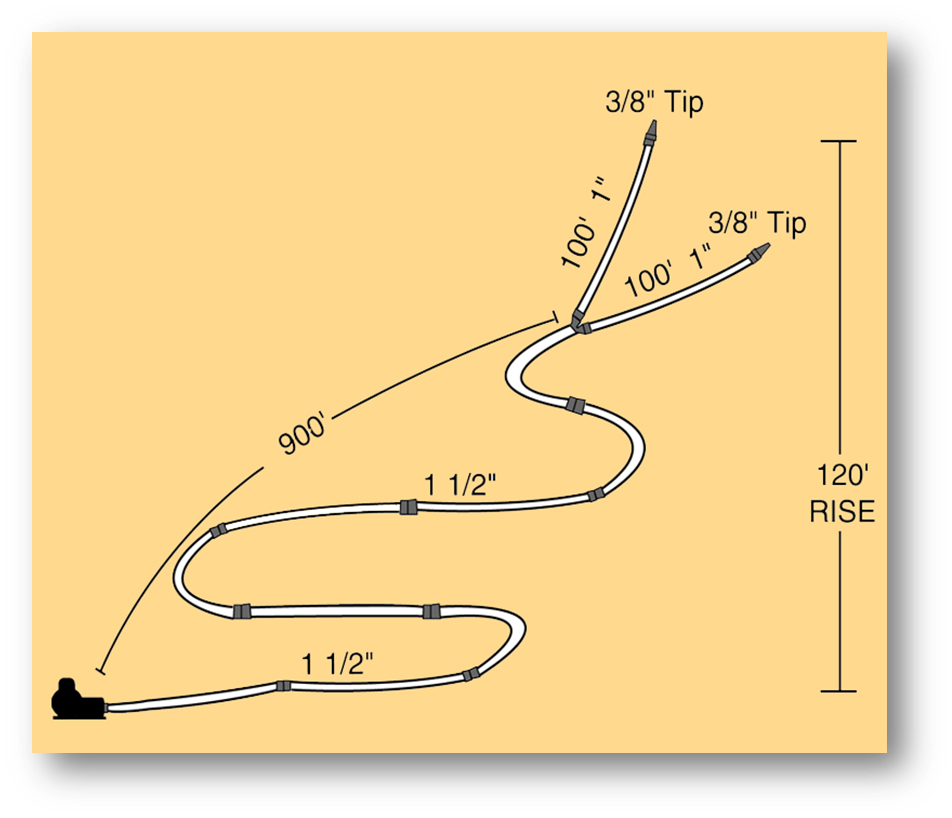 3/8" Tip
100' 1"
3/8" Tip
100' 1"
900'
1 1/2"
120'
RISE
1 1/2"